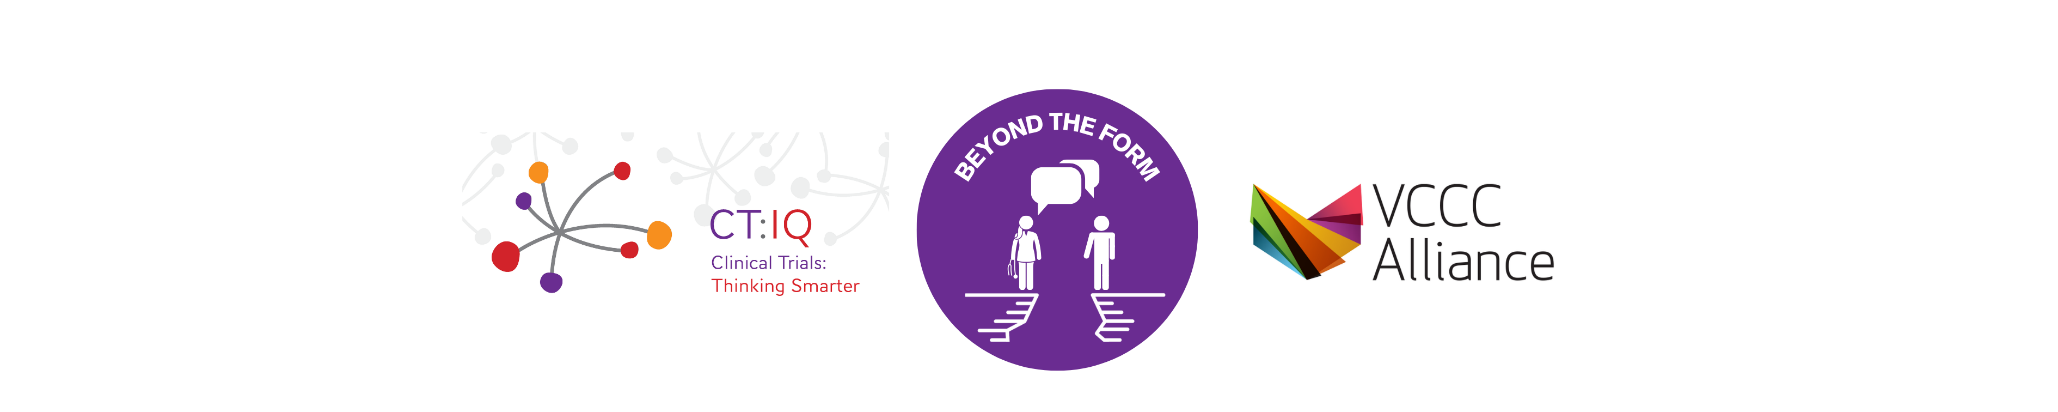 CT:IQ
Clinical Trials:
Thinking Smarter
BEYOND THE FORM
VCCC
Alliance